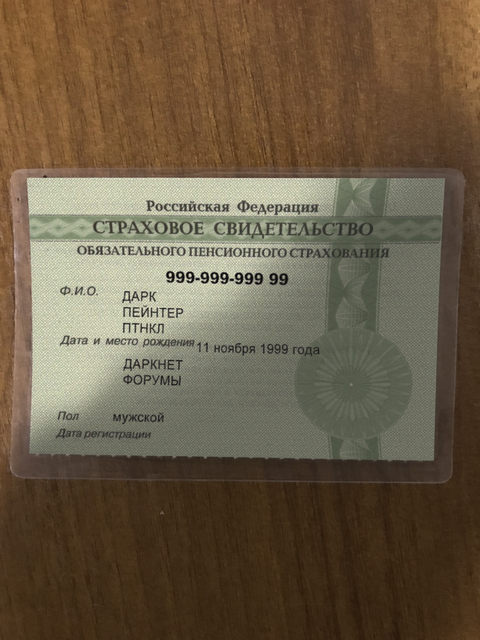 Российская Федерация
СТРАХОВОЕ СВИДЕТЕЛЬСТВО
ОБЯЗАТЕЛЬНОГО ПЕНСИОННОГО СТРАХОВАНИЯ
999-999-999 99
Ф.И.О.
ДАРК
ПЕЙНТЕР
ПТНКЛ
Дата и место рождения 11 ноября 1999 года
ДАРКНЕТ
ФОРУМЫ
Пол мужской
Дата регистрации